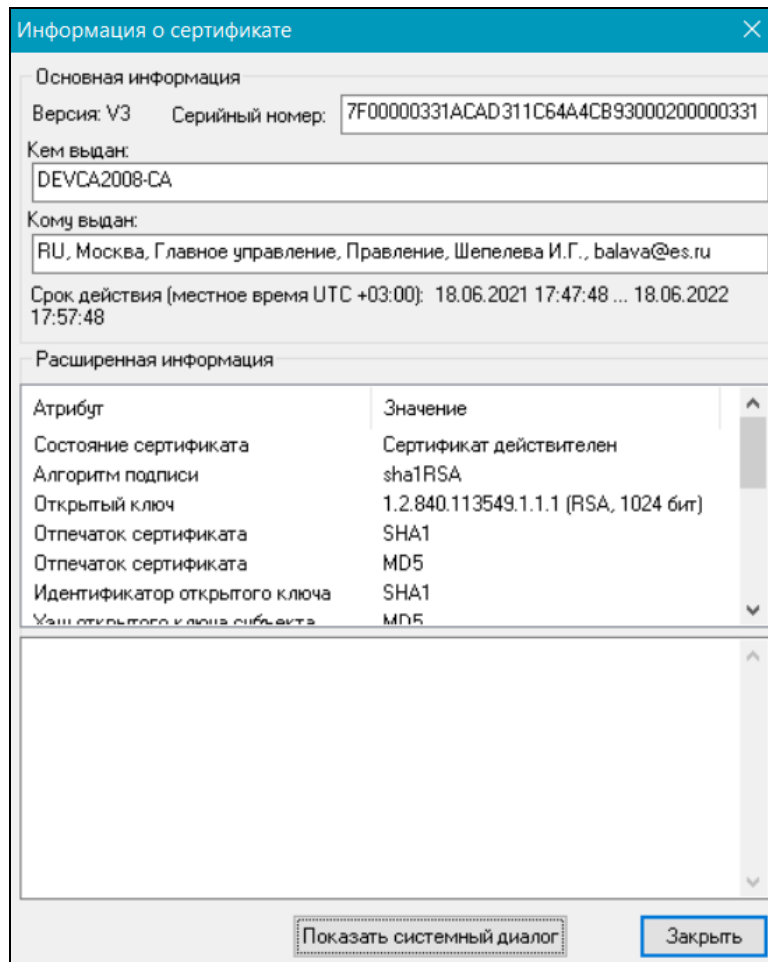 Информация о сертификате
Основная информация
Версия: V3 Серийный номер: 7F00000331ACAD311C64A4CB93000200000331
Кем выдан:
DEVCA2008-CA
Кому выдан:
RU, Москва, Главное управление, Правление, Шепелева И.Г., balava@es.ru
Срок действия (местное время UTC +03:00): 18.06.2021 17:47:48 ... 18.06.2022
17:57:48
Расширенная информация
Атрибут Значение
Состояние сертификата Сертификат действителен
Алгоритм подписи sha1RSA
Открытый ключ 1.2.840.113549.1.1.1 (RSA, 1024 бит)
Отпечаток сертификата SHA1
Отпечаток сертификата MD5
Идентификатор открытого ключа SHA1
Хэш открытого ключа субъекта MD5
Показать системный диалог Закрыть